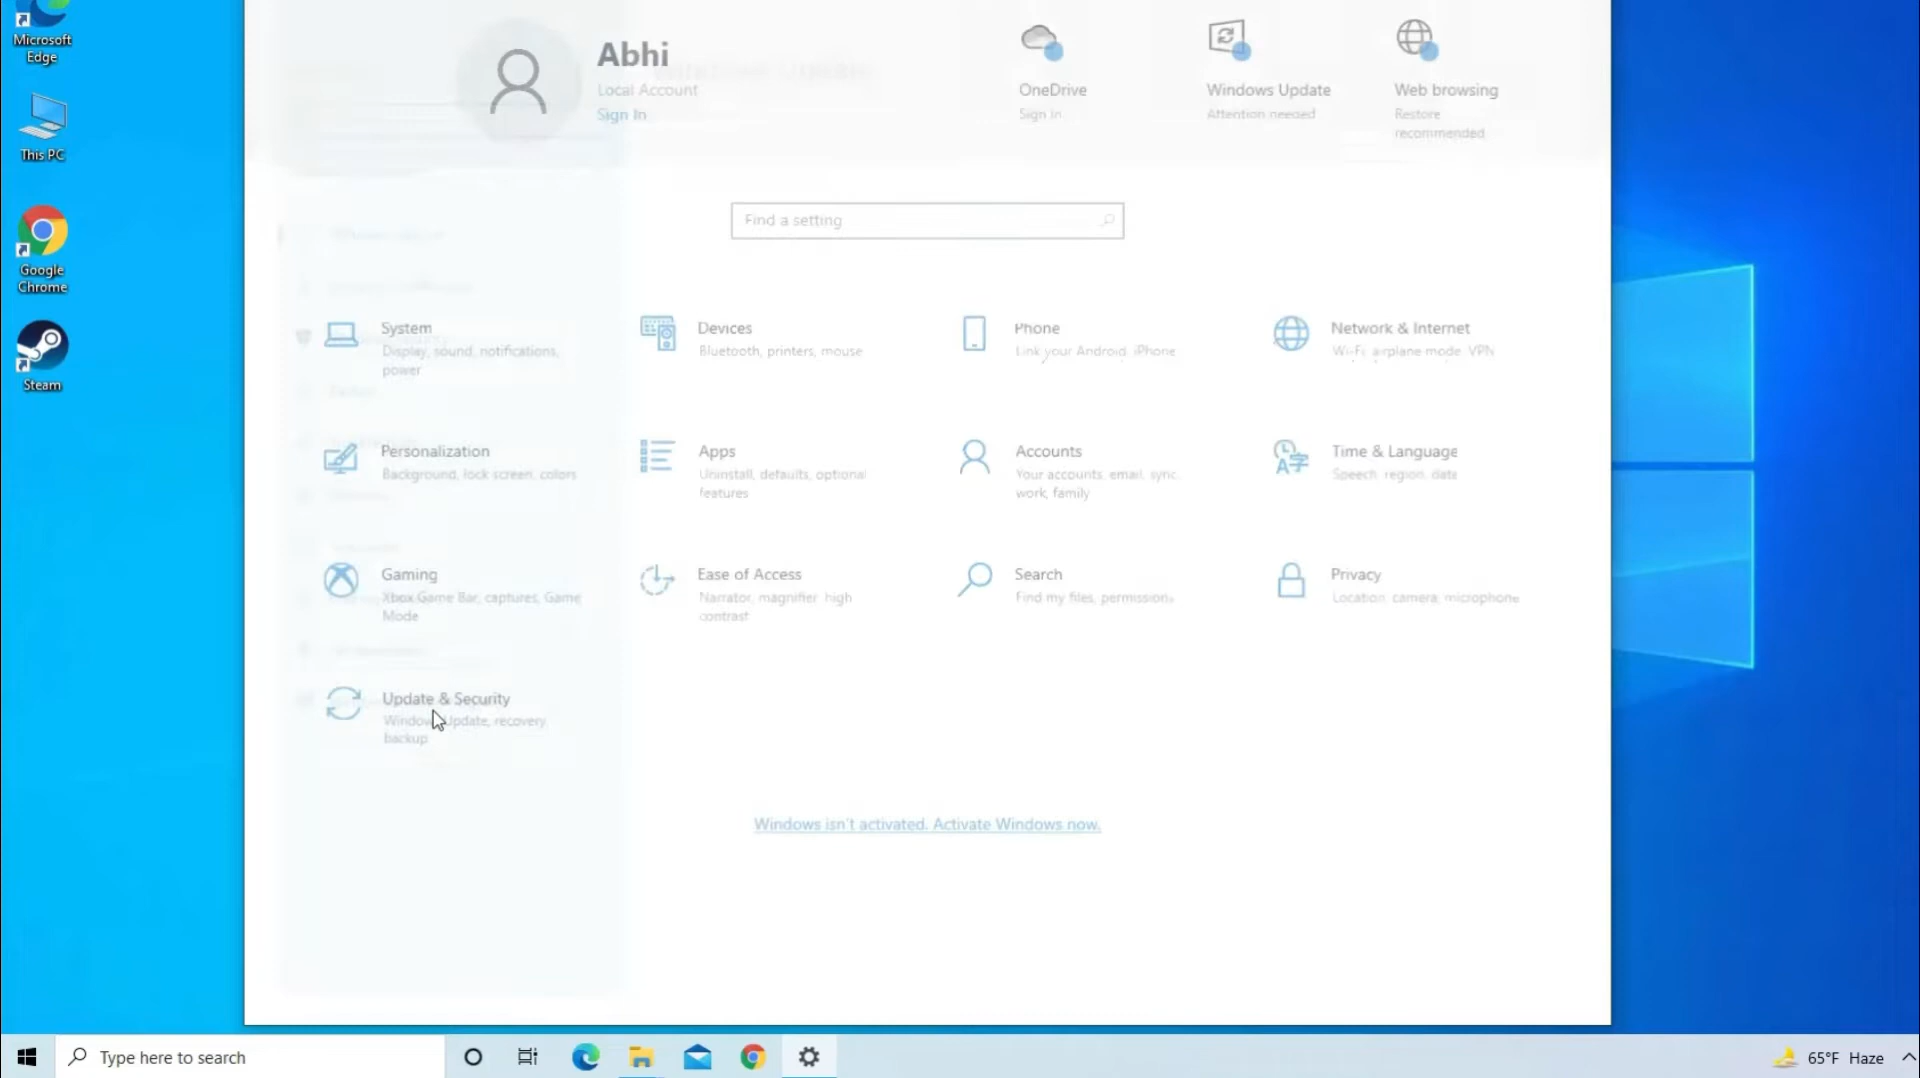 Microsoft
Edge
This PC
Google
Chrome
Steam
Abhi
Local Account
Sign In
OneDrive
Sign In
Windows Update
Attention needed
Web browsing
Restore
recommended
Find a setting
System
Display, sound, notifications,
power
Devices
Bluetooth, printers, mouse
Phone
Link your Android, iPhone
Network & Internet
Wi-Fi, airplane mode, VPN
Personalization
Background, lock screen, colors
Apps
Uninstall, defaults, optional
features
Accounts
Your accounts, email, sync,
work, family
Time & Language
Speech, region, date
Gaming
Xbox Game Bar, captures, Game
Mode
Ease of Access
Narrator, magnifier, high
contrast
Search
Find my files, permissions
Privacy
Location, camera, microphone
Update & Security
Windows Update, recovery
backup
Windows isn't activated. Activate Windows now.
Type here to search
65°F Haze